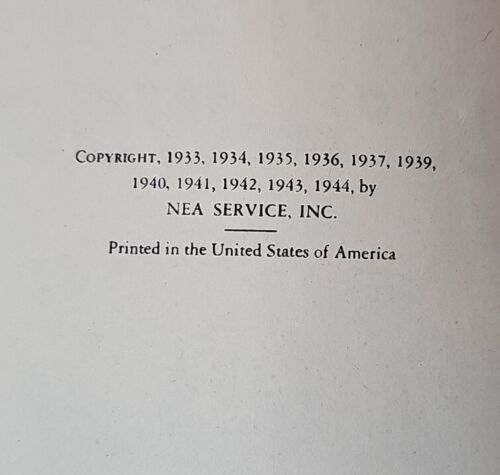 COPYRIGHT, 1933, 1934, 1935, 1936, 1937, 1939,
1940, 1941, 1942, 1943, 1944, by
NEA SERVICE, INC.
Printed in the United States of America